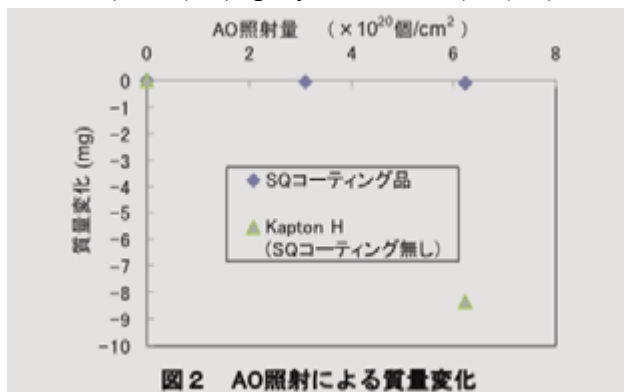 AO照射量 （×10²⁰個/cm²）
0 2 4 6 8
0
-1
-2
-3
-4
-5
-6
-7
-8
-9
-10
質量変化 (mg)
SQコーティング品
Kapton H
(SQコーティング無し)
図2 AO照射による質量変化